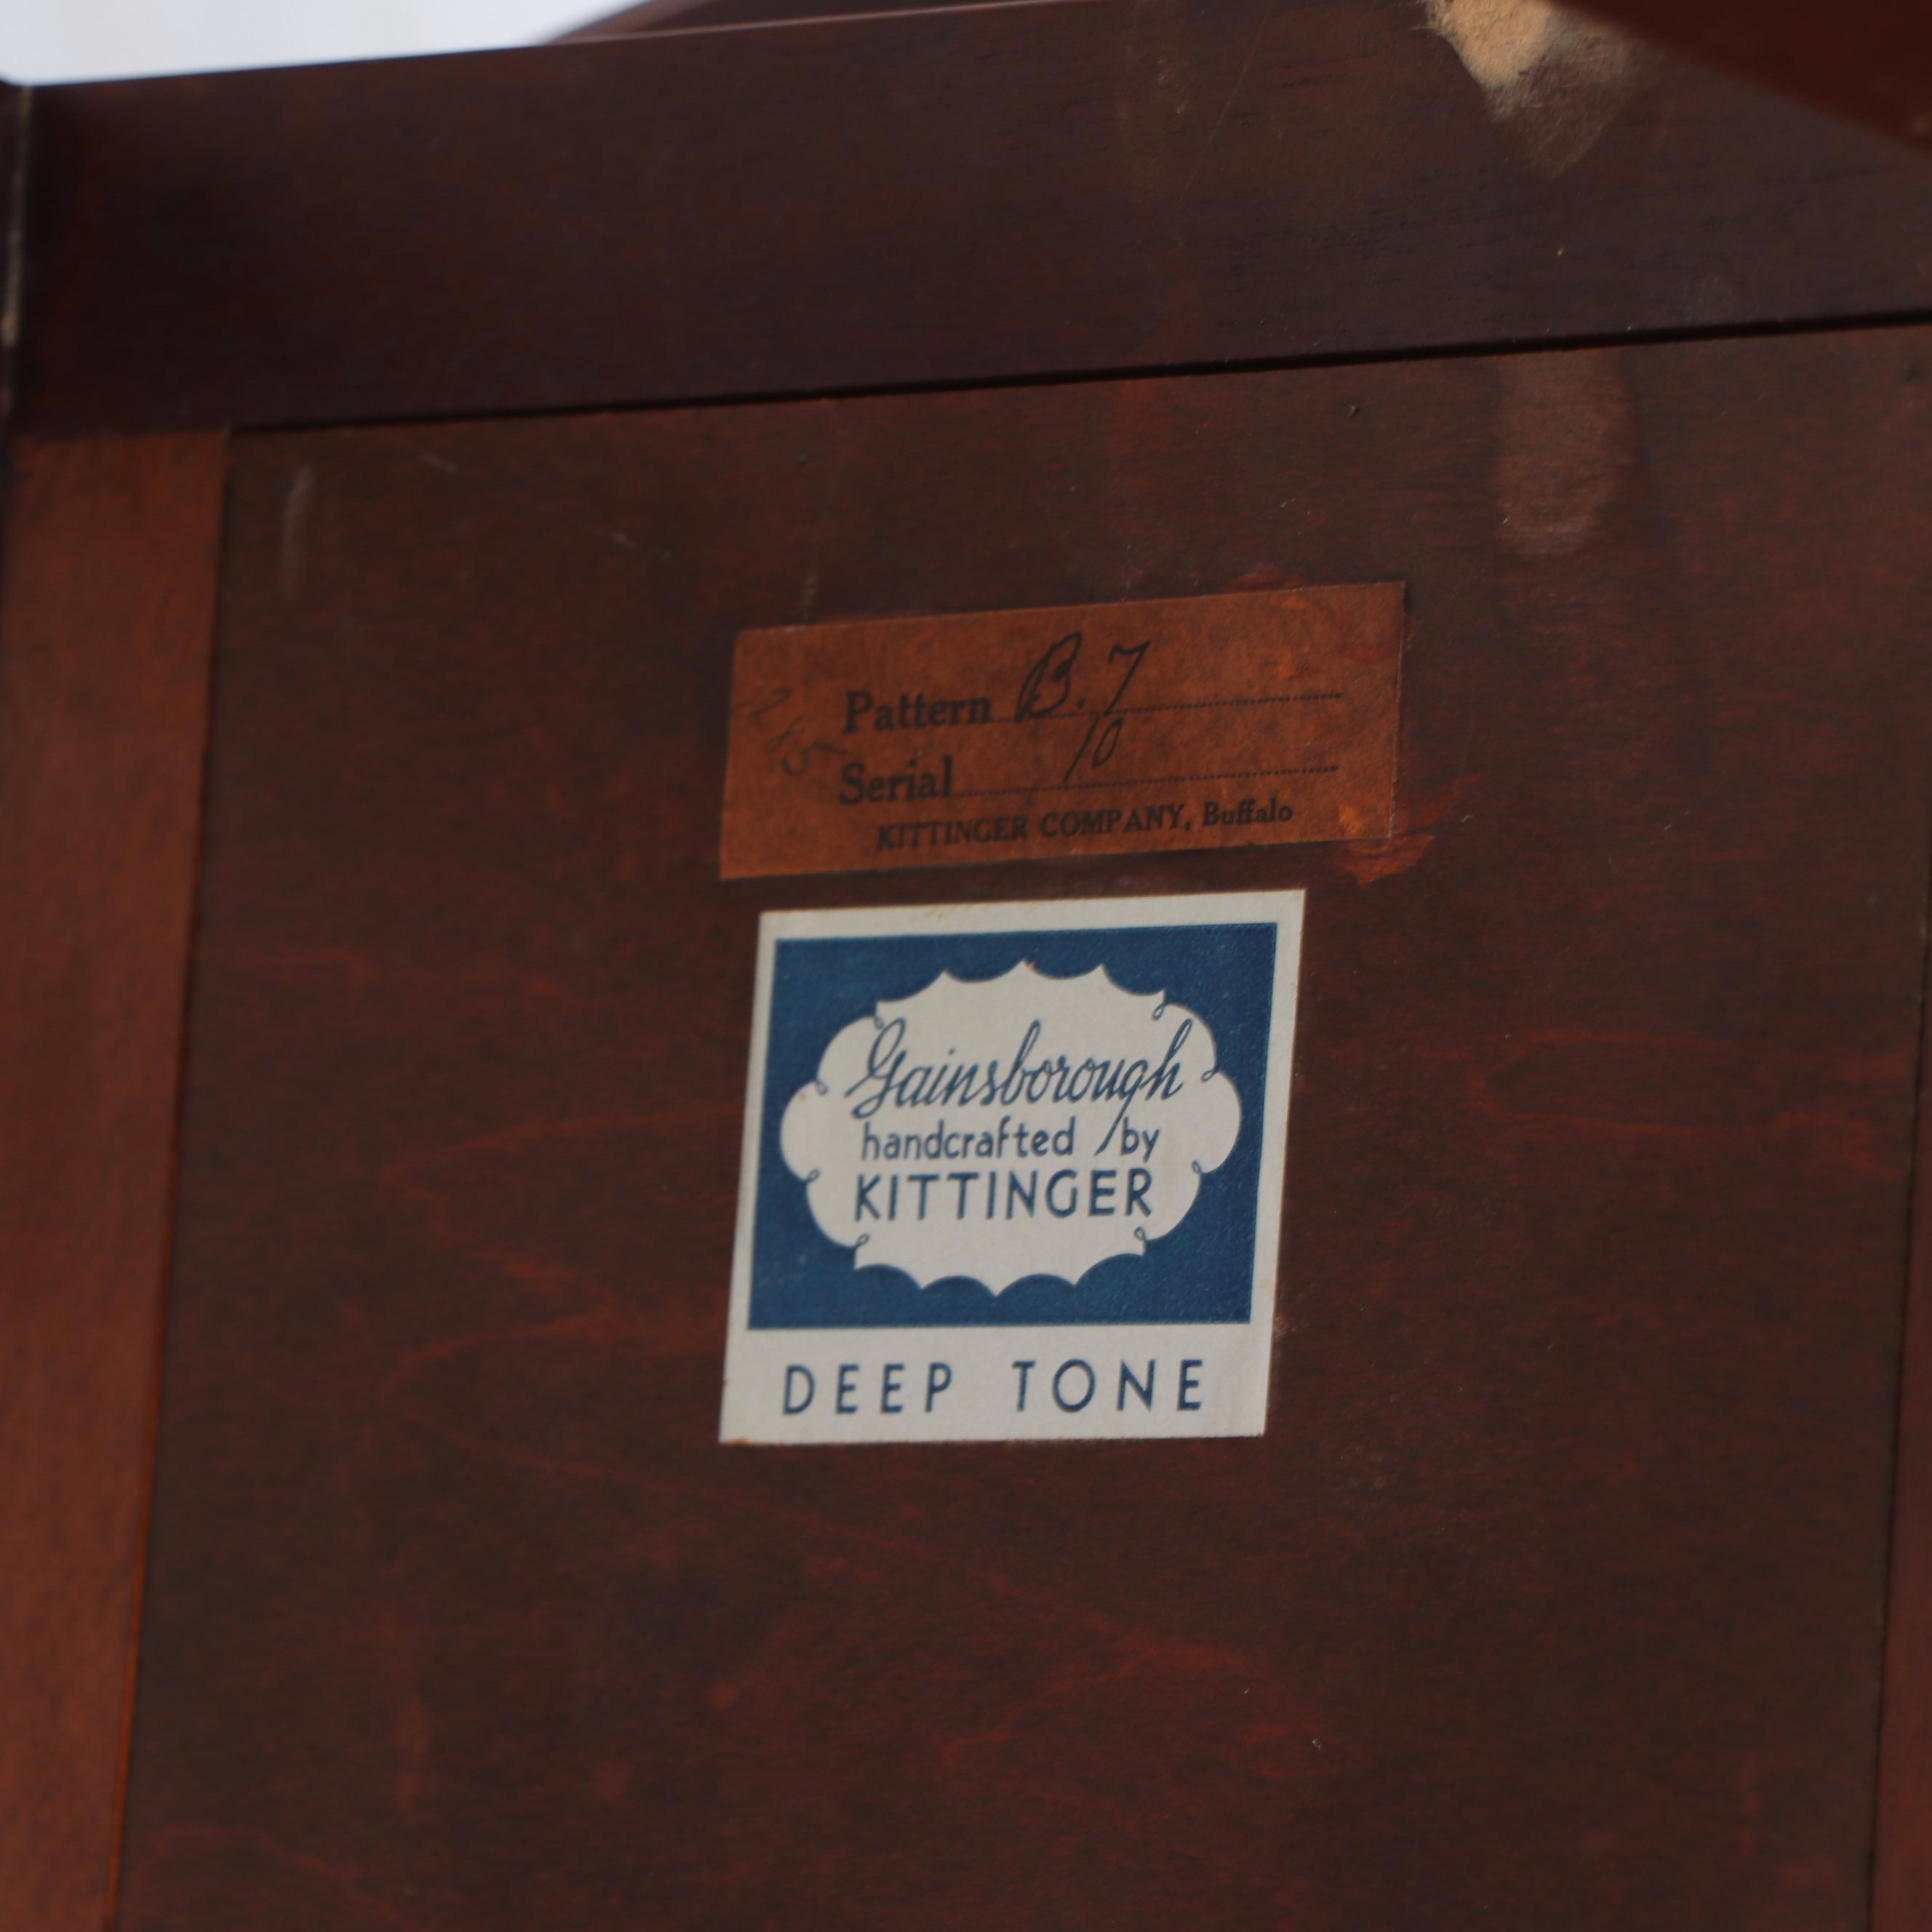 Pattern B.7
Serial 10
KITTINGER COMPANY, Buffalo
Gainsborough
handcrafted by
KITTINGER
DEEP TONE